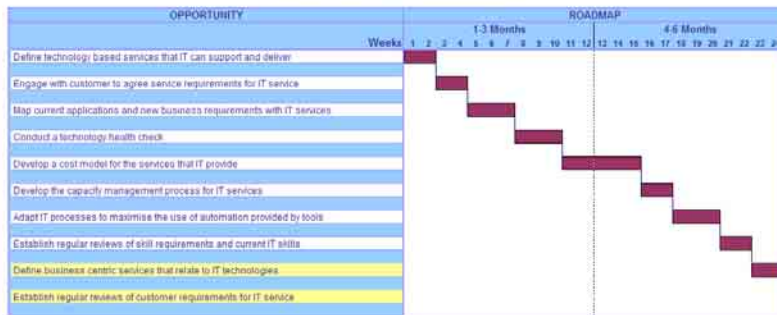 OPPORTUNITY
ROADMAP
1-3 Months
4-6 Months
Weeks 1 2 3 4 5 6 7 8 9 10 11 12 13 14 15 16 17 18 19 20 21 22 23
Define technology based services that IT can support and deliver
Engage with customer to agree service requirements for IT service
Map current applications and new business requirements with IT services
Conduct a technology health check
Develop a cost model for the services that IT provide
Develop the capacity management process for IT services
Adapt IT processes to maximise the use of automation provided by tools
Establish regular reviews of skill requirements and current IT skills
Define business centric services that relate to IT technologies
Establish regular reviews of customer requirements for IT service